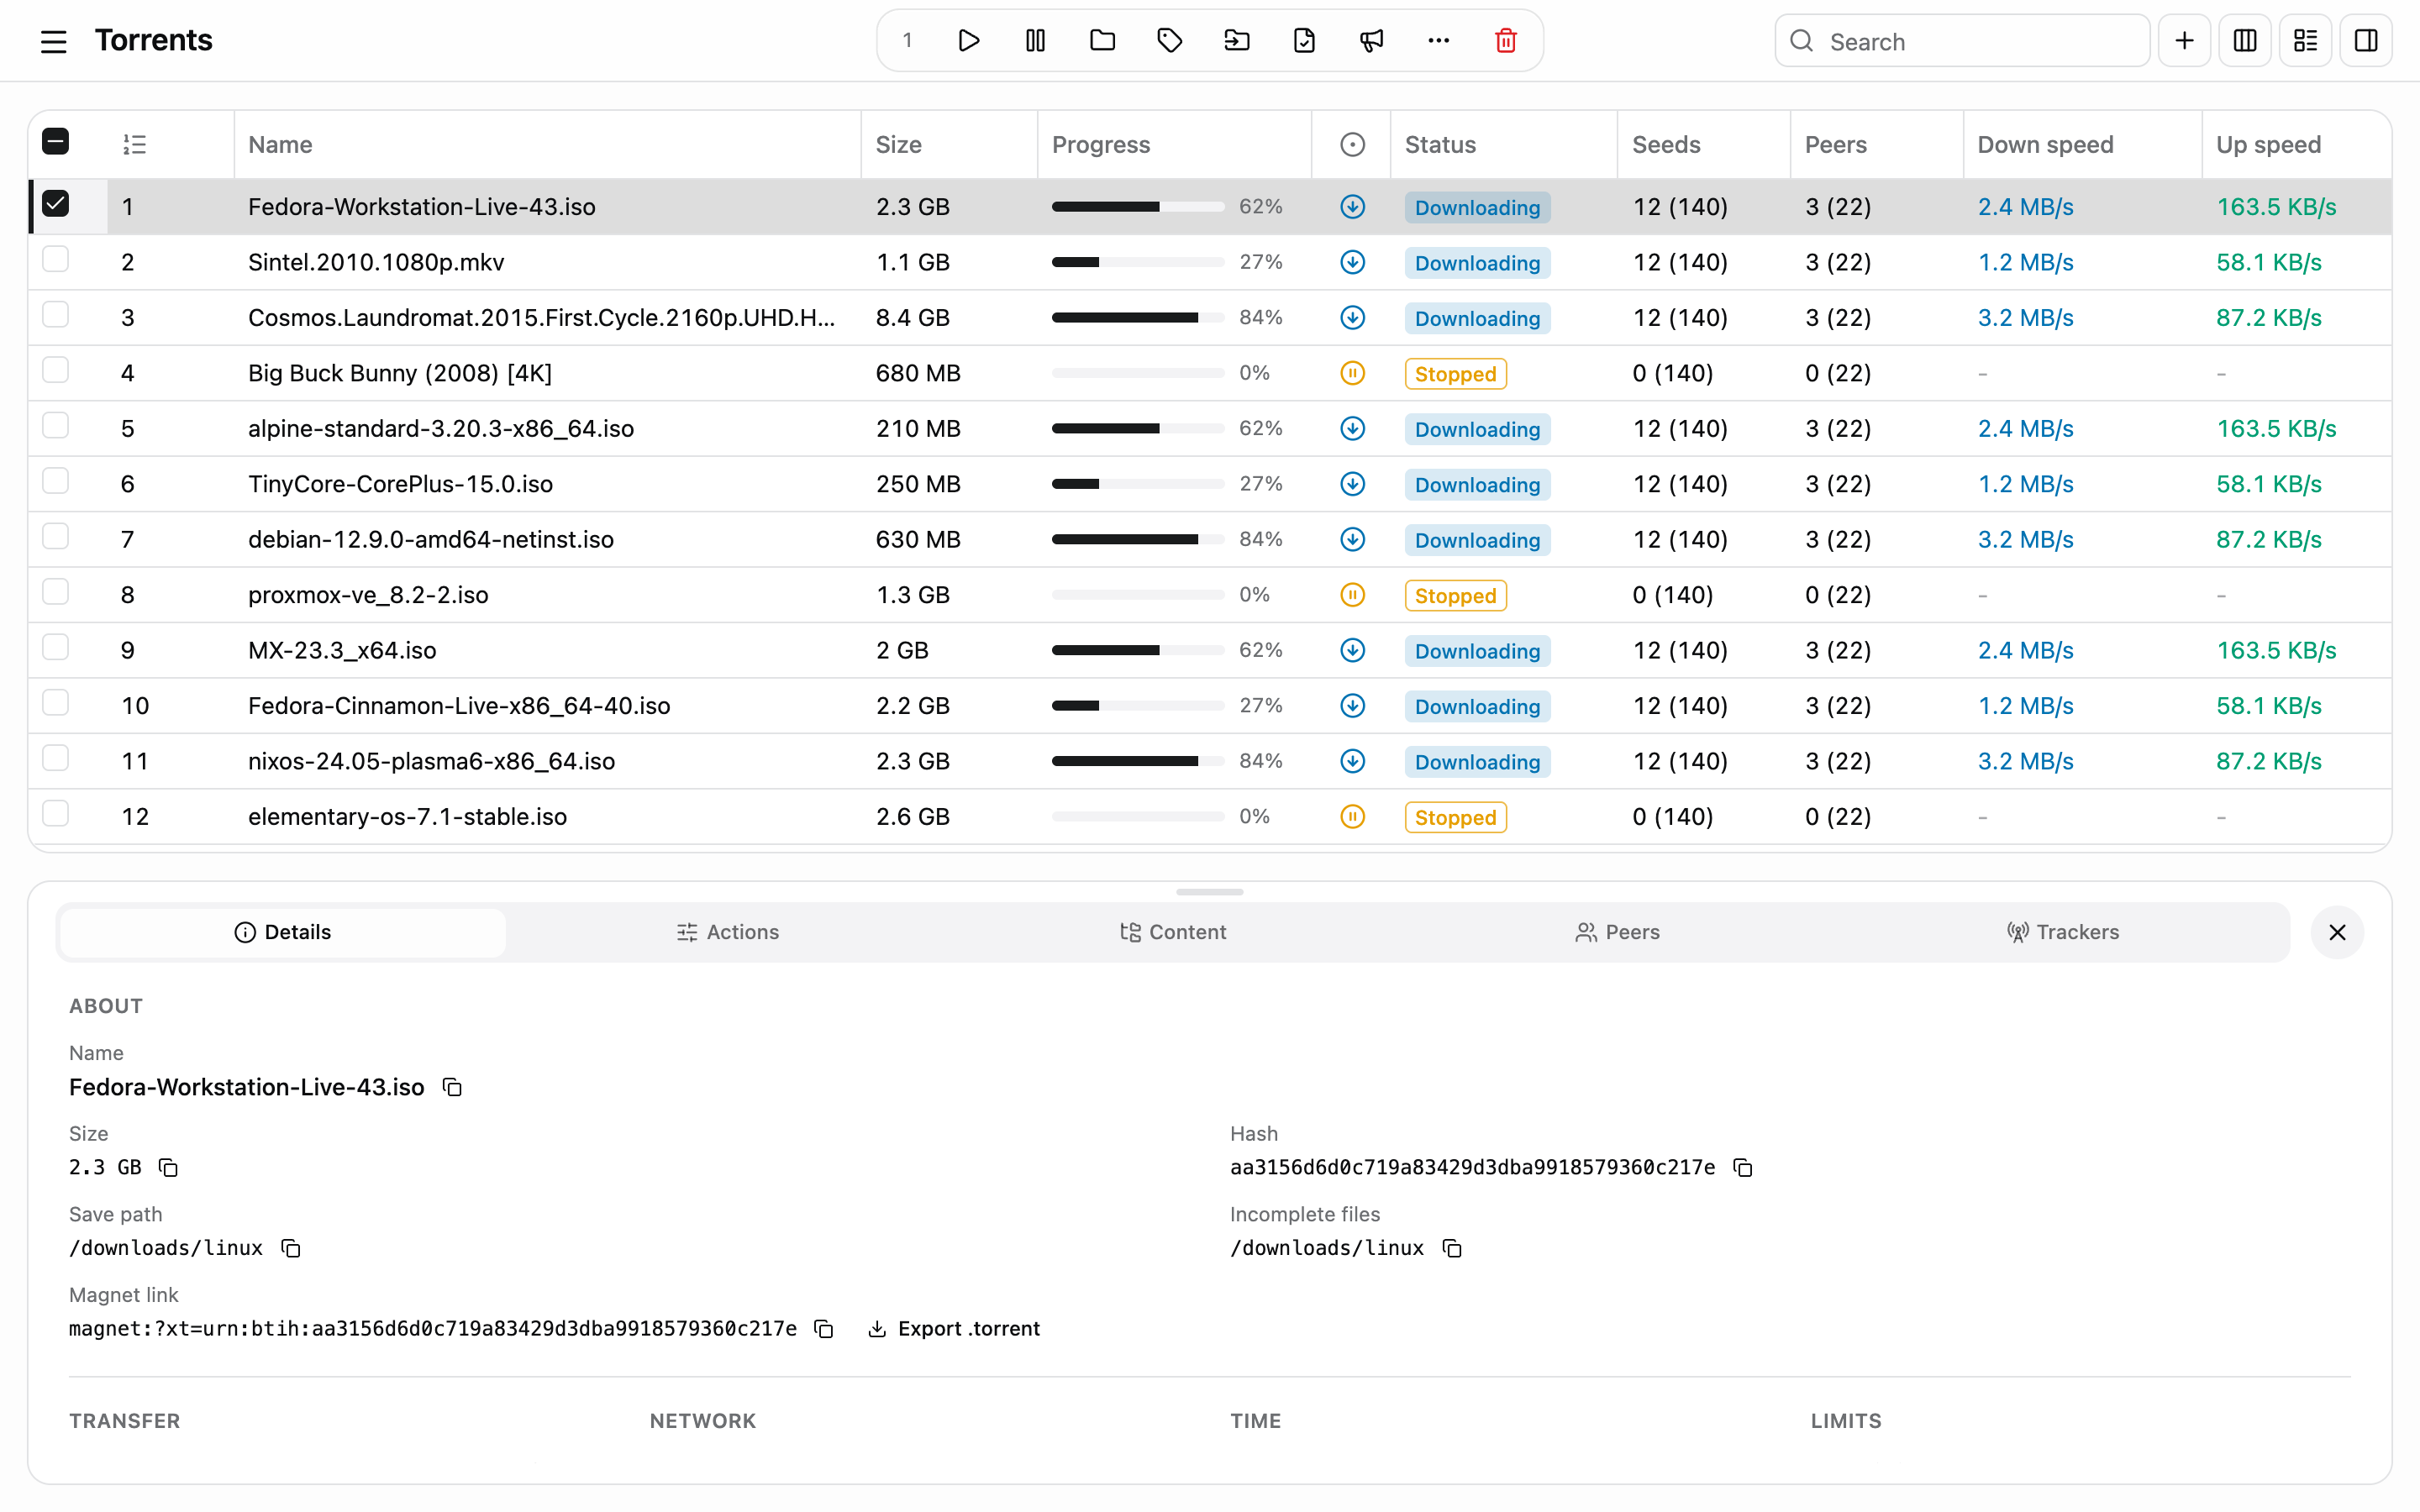 Torrents
1
Search
Name Size Progress Status Seeds Peers Down speed Up speed
1 Fedora-Workstation-Live-43.iso 2.3 GB 62% Downloading 12 (140) 3 (22) 2.4 MB/s 163.5 KB/s
2 Sintel.2010.1080p.mkv 1.1 GB 27% Downloading 12 (140) 3 (22) 1.2 MB/s 58.1 KB/s
3 Cosmos.Laundromat.2015.First.Cycle.2160p.UHD.H... 8.4 GB 84% Downloading 12 (140) 3 (22) 3.2 MB/s 87.2 KB/s
4 Big Buck Bunny (2008) [4K] 680 MB 0% Stopped 0 (140) 0 (22) - -
5 alpine-standard-3.20.3-x86_64.iso 210 MB 62% Downloading 12 (140) 3 (22) 2.4 MB/s 163.5 KB/s
6 TinyCore-CorePlus-15.0.iso 250 MB 27% Downloading 12 (140) 3 (22) 1.2 MB/s 58.1 KB/s
7 debian-12.9.0-amd64-netinst.iso 630 MB 84% Downloading 12 (140) 3 (22) 3.2 MB/s 87.2 KB/s
8 proxmox-ve_8.2-2.iso 1.3 GB 0% Stopped 0 (140) 0 (22) - -
9 MX-23.3_x64.iso 2 GB 62% Downloading 12 (140) 3 (22) 2.4 MB/s 163.5 KB/s
10 Fedora-Cinnamon-Live-x86_64-40.iso 2.2 GB 27% Downloading 12 (140) 3 (22) 1.2 MB/s 58.1 KB/s
11 nixos-24.05-plasma6-x86_64.iso 2.3 GB 84% Downloading 12 (140) 3 (22) 3.2 MB/s 87.2 KB/s
12 elementary-os-7.1-stable.iso 2.6 GB 0% Stopped 0 (140) 0 (22) - -
Details Actions Content Peers Trackers
ABOUT
Name
Fedora-Workstation-Live-43.iso
Size Hash
2.3 GB aa3156d6d0c719a83429d3dba9918579360c217e
Save path Incomplete files
/downloads/linux /downloads/linux
Magnet link
magnet:?xt=urn:btih:aa3156d6d0c719a83429d3dba9918579360c217e Export .torrent
TRANSFER NETWORK TIME LIMITS